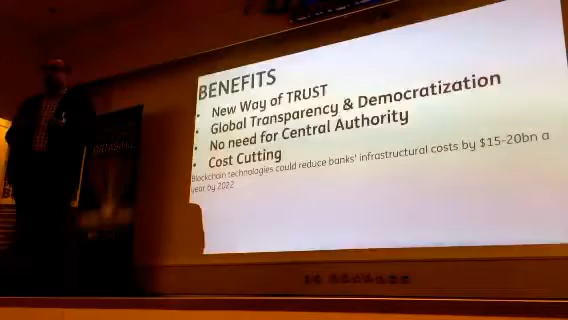 BENEFITS
• New Way of TRUST
• Global Transparency & Democratization
• No need for Central Authority
• Cost Cutting
Blockchain technologies could reduce banks' infrastructural costs by $15-20bn a
year by 2022